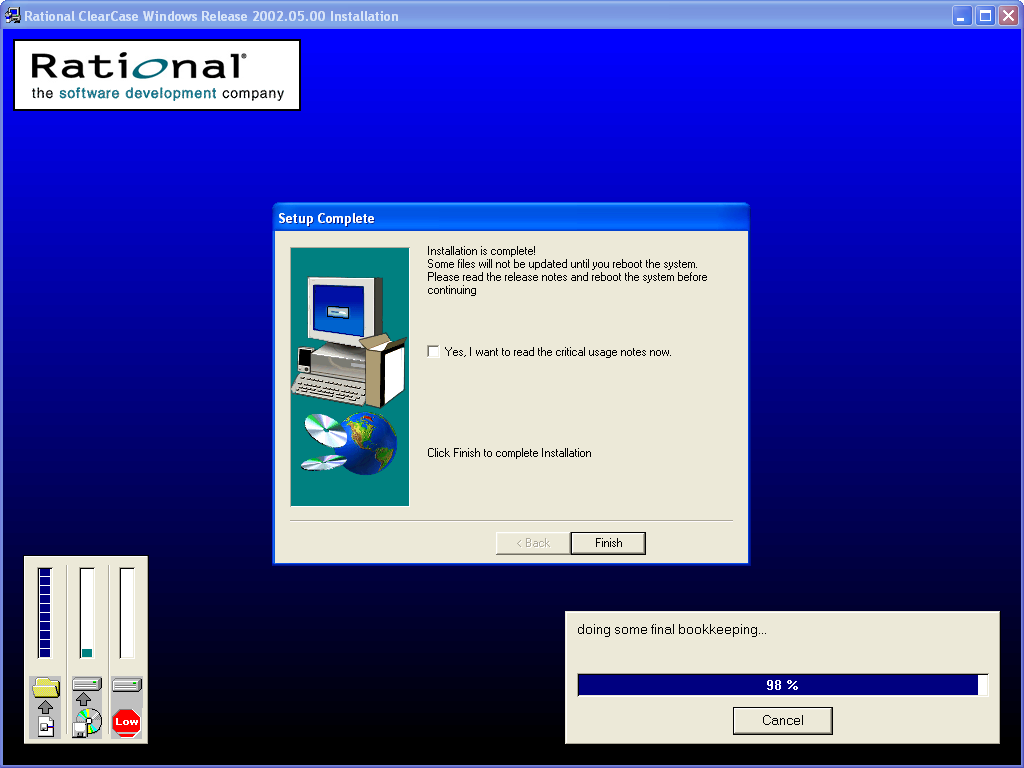 Rational ClearCase Windows Release 2002.05.00 Installation
Rational®
the software development company
Setup Complete
Installation is complete!
Some files will not be updated until you reboot the system.
Please read the release notes and reboot the system before
continuing
Yes, I want to read the critical usage notes now.
Click Finish to complete Installation
< Back
Finish
Low
doing some final bookkeeping...
98 %
Cancel